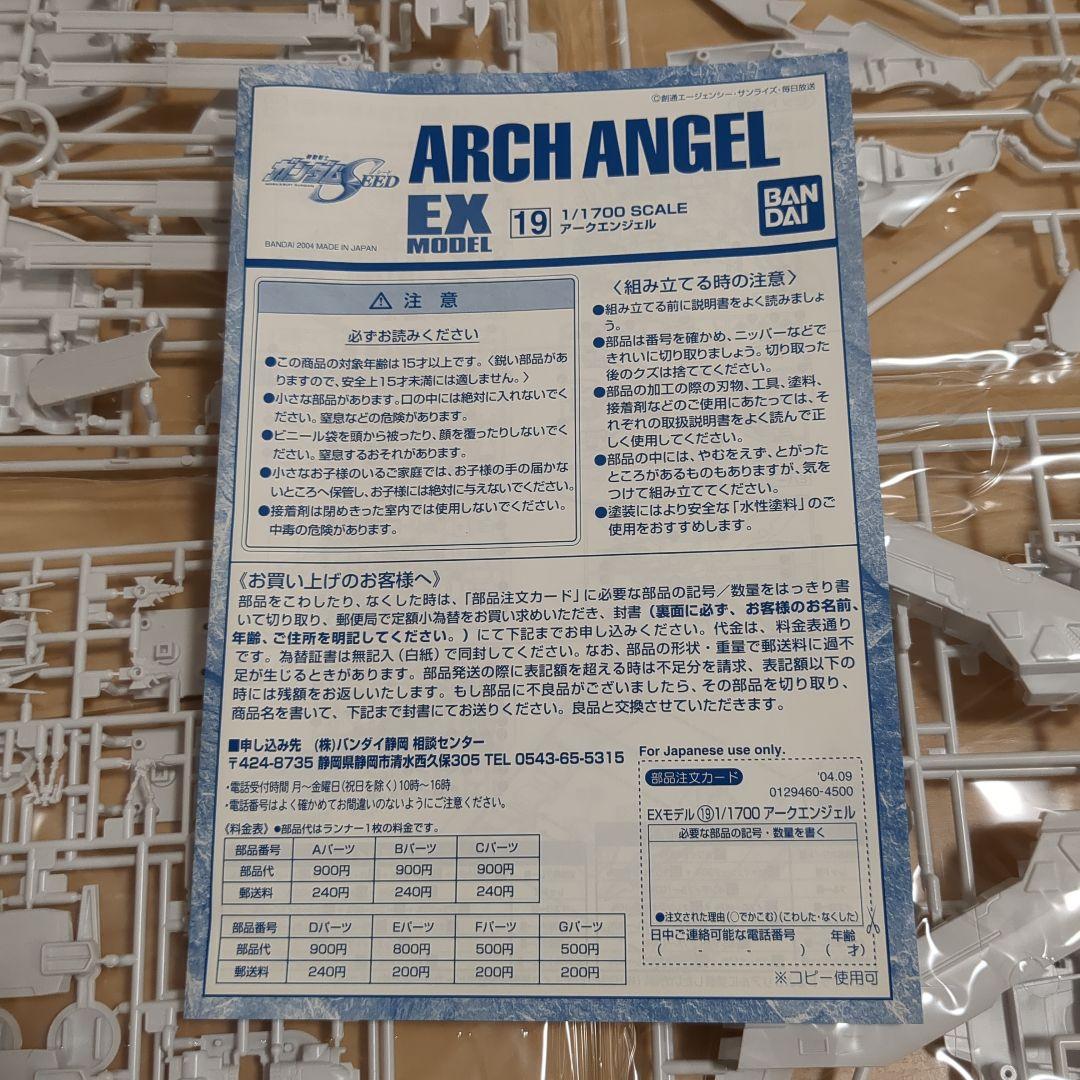 ©創通エージェンシー・サンライズ・毎日放送
機動戦士
ガンダムSEED
ARCH ANGEL
EX
MODEL
19
1/1700 SCALE
アークエンジェル
BAN
DAI
BANDAI 2004 MADE IN JAPAN
⚠ 注 意
必ずお読みください
●この商品の対象年齢は15才以上です。〈鋭い部品があ
りますので、安全上15才未満には適しません。〉
●小さな部品があります。口の中には絶対に入れないでく
ださい。窒息などの危険があります。
●ビニール袋を頭から被ったり、顔を覆ったりしないでく
ださい。窒息するおそれがあります。
●小さなお子様のいるご家庭では、お子様の手の届かな
いところへ保管し、お子様には絶対に与えないでください。
●接着剤は閉めきった室内では使用しないでください。
中毒の危険があります。
〈組み立てる時の注意〉
●組み立てる前に説明書をよく読みましょ
う。
●部品は番号を確かめ、ニッパーなどで
きれいに切り取りましょう。切り取った
後のクズは捨ててください。
●部品の加工の際の刃物、工具、塗料、
接着剤などのご使用にあたっては、そ
れぞれの取扱説明書をよく読んで正
しく使用してください。
●部品の中には、やむをえず、とがった
ところがあるものもありますが、気を
つけて組み立ててください。
●塗装にはより安全な「水性塗料」のご
使用をおすすめします。
《お買い上げのお客様へ》
部品をこわしたり、なくした時は、「部品注文カード」に必要な部品の記号／数量をはっきり書
いて切り取り、郵便局で定額小為替をお買い求めいただき、封書（裏面に必ず、お客様のお名前、
年齢、ご住所を明記してください。）にて下記までお申し込みください。代金は、料金表通り
です。為替証書は無記入（白紙）で同封してください。なお、部品の形状・重量で郵送料に過不
足が生じるときがあります。部品発送の際に表記額を超える時は不足分を請求、表記額以下の
時には残額をお返しいたします。もし部品に不良品がございましたら、その部品を切り取り、
商品名を書いて、下記まで封書にてお送りください。良品と交換させていただきます。
■申し込み先 (株)バンダイ静岡 相談センター
〒424-8735 静岡県静岡市清水西久保305 TEL 0543-65-5315
・電話受付時間 月〜金曜日(祝日を除く)10時〜16時
・電話番号はよく確かめてお間違いのないようにご注意ください。
《料金表》●部品代はランナー1枚の料金です。
部品番号 Aパーツ Bパーツ Cパーツ
部品代 900円 900円 900円
郵送料 240円 240円 240円
部品番号 Dパーツ Eパーツ Fパーツ Gパーツ
部品代 900円 800円 500円 500円
郵送料 240円 200円 200円 200円
For Japanese use only.
部品注文カード '04.09
0129460-4500
EXモデル ⑲1/1700 アークエンジェル
必要な部品の記号・数量を書く
●注文された理由(○でかこむ)(こわした・なくした)
日中ご連絡可能な電話番号 年齢
( - - ) ( 才)
※コピー使用可